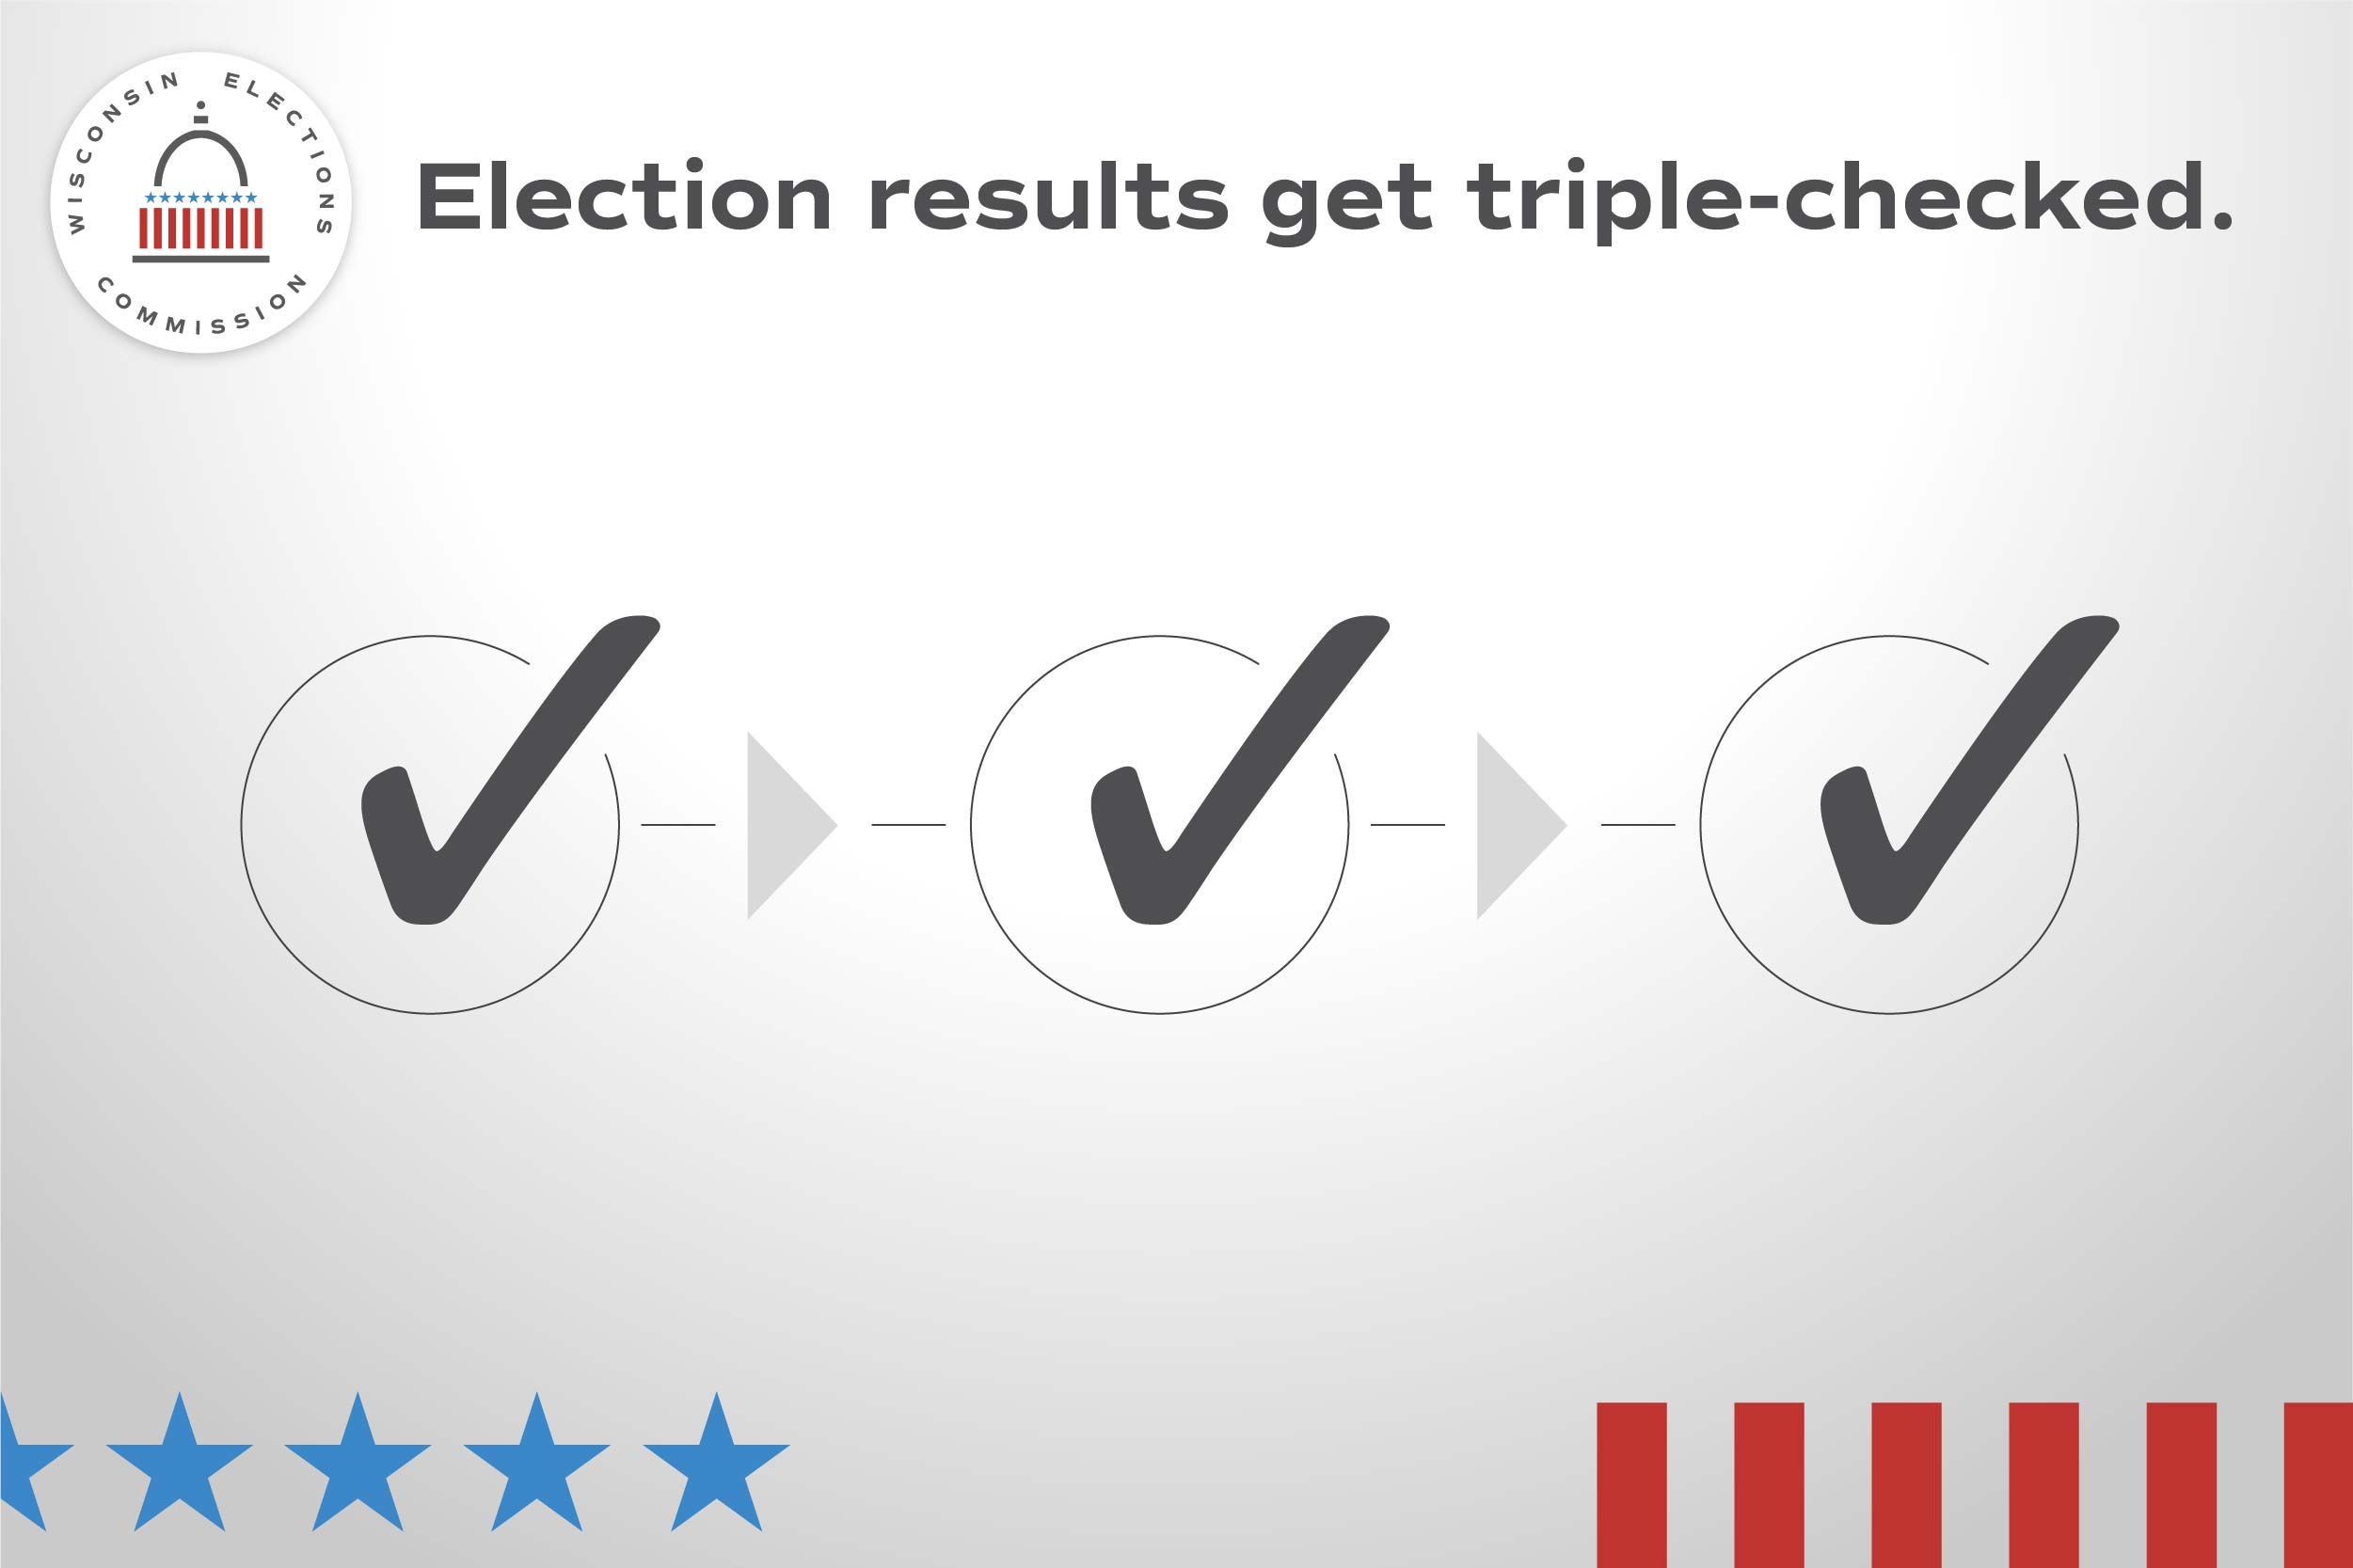 WISCONSIN ELECTIONS
COMMISSION
Election results get triple-checked.